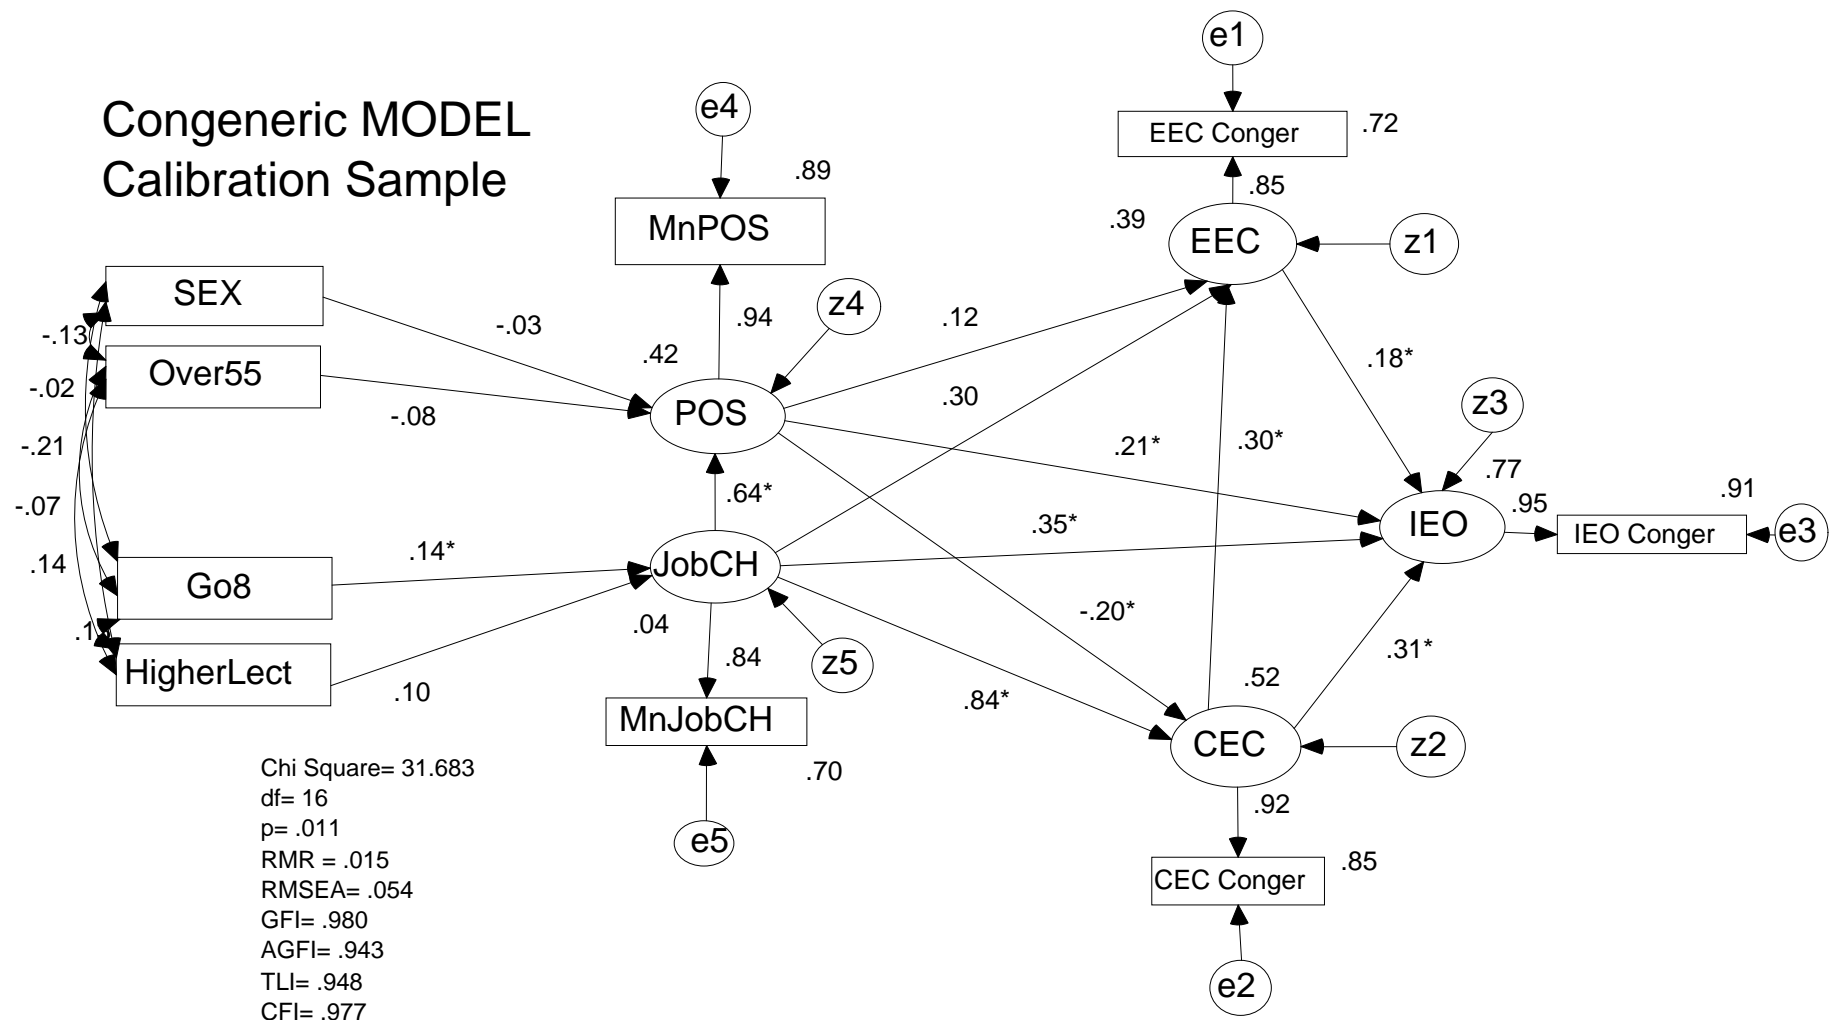 Congeneric MODEL
Calibration Sample
e1
EEC Conger
.72
.85
.39
EEC
z1
e4
.89
MnPOS
.94
z4
.42
POS
SEX
-.03
Over55
-.08
-.13
-.02
-.21
-.07
.14
.1
Go8
.14*
HigherLect
.10
.64*
JobCH
.04
.84
z5
MnJobCH
.70
e5
.12
.30
.21*
.35*
-.20*
.84*
.30*
.18*
.31*
z3
.77
IEO
.95
.91
IEO Conger
e3
.52
CEC
z2
.92
CEC Conger
.85
e2
Chi Square= 31.683
df= 16
p= .011
RMR = .015
RMSEA= .054
GFI= .980
AGFI= .943
TLI= .948
CFI= .977